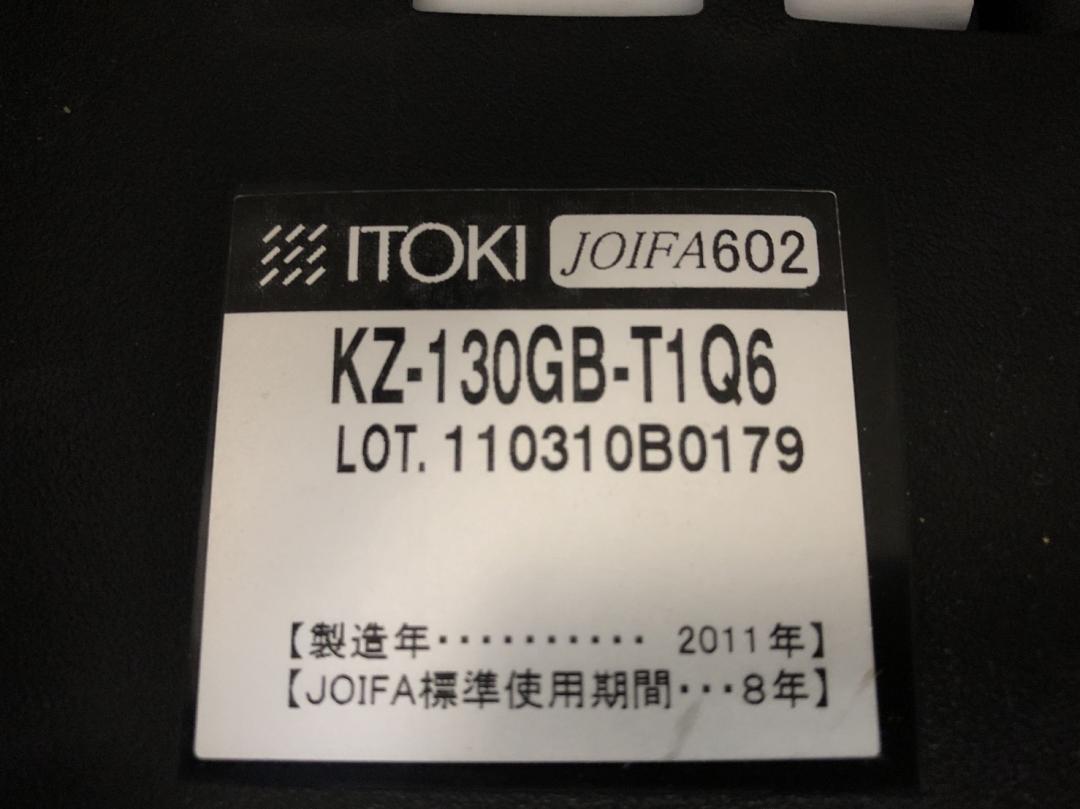 ITOKI JOIFA602
KZ-130GB-T1Q6
LOT. 110310B0179
【製造年・・・・・・・・・・ 2011年】
【JOIFA標準使用期間・・・8年】